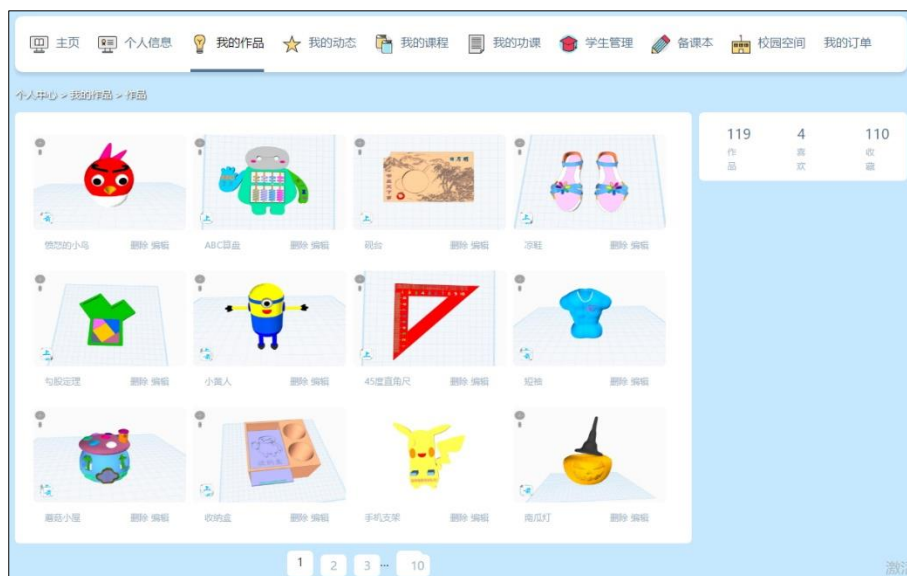 主页 个人信息 我的作品 我的动态 我的课程 我的功课 学生管理 备课本 校园空间 我的订单
个人中心 > 我的作品 > 作品
119 4 110
作品 喜欢 收藏
愤怒的小鸟 删除 编辑 ABC算盘 删除 编辑 砚台 删除 编辑 凉鞋 删除 编辑
勾股定理 删除 编辑 小黄人 删除 编辑 45度直角尺 删除 编辑 短袖 删除 编辑
蘑菇小屋 删除 编辑 收纳盒 删除 编辑 手机支架 删除 编辑 南瓜灯 删除 编辑
1 2 3 ... 10